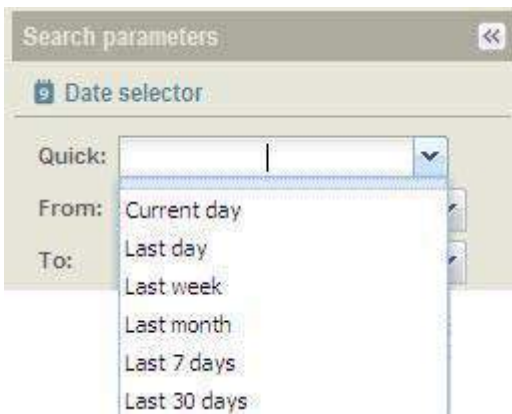 Search parameters
9 Date selector
Quick:
From:
To:
Current day
Last day
Last week
Last month
Last 7 days
Last 30 days